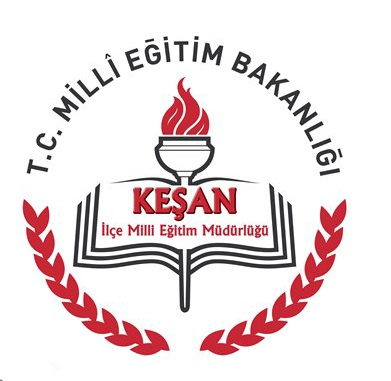 T.C. MİLLÎ EĞİTİM BAKANLIĞI
KEŞAN
İlçe Milli Eğitim Müdürlüğü